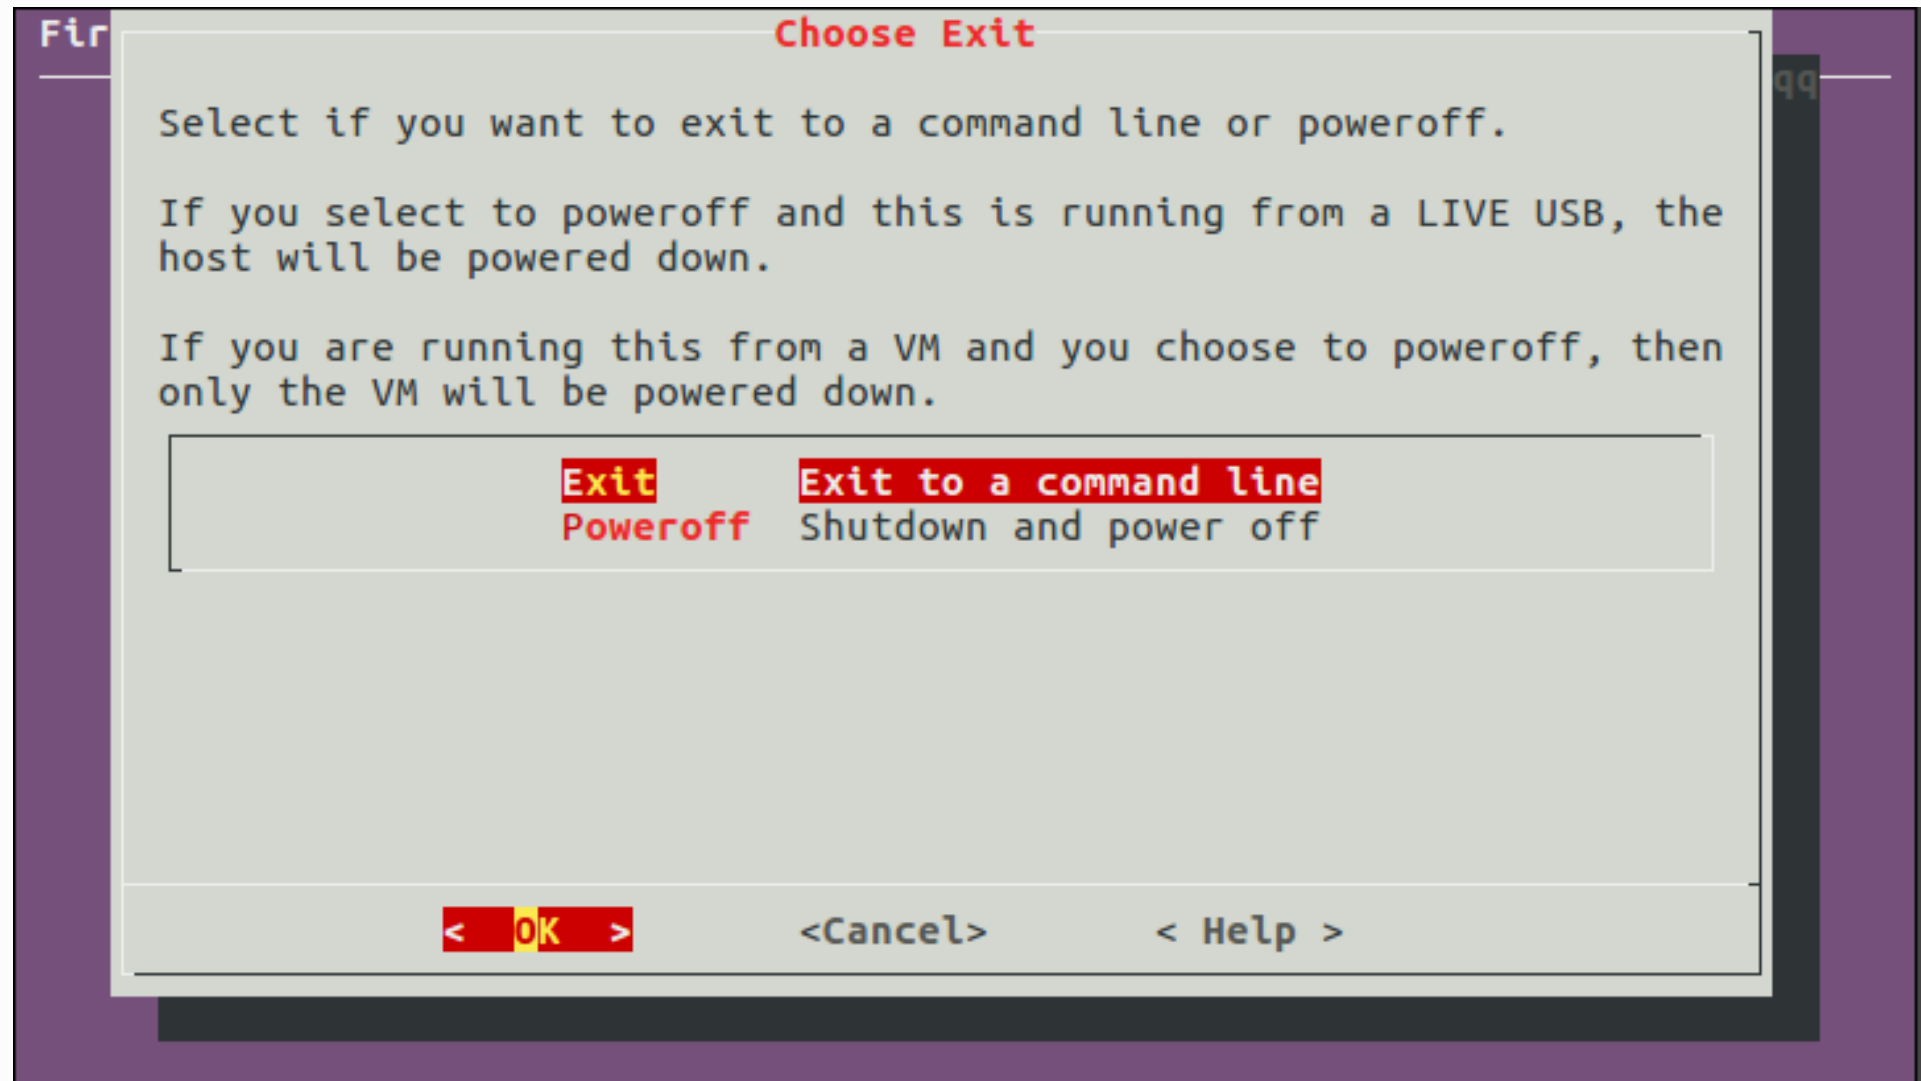 Fir
Choose Exit
qq
Select if you want to exit to a command line or poweroff.
If you select to poweroff and this is running from a LIVE USB, the
host will be powered down.
If you are running this from a VM and you choose to poweroff, then
only the VM will be powered down.
Exit Exit to a command line
Poweroff Shutdown and power off
< OK > <Cancel> < Help >